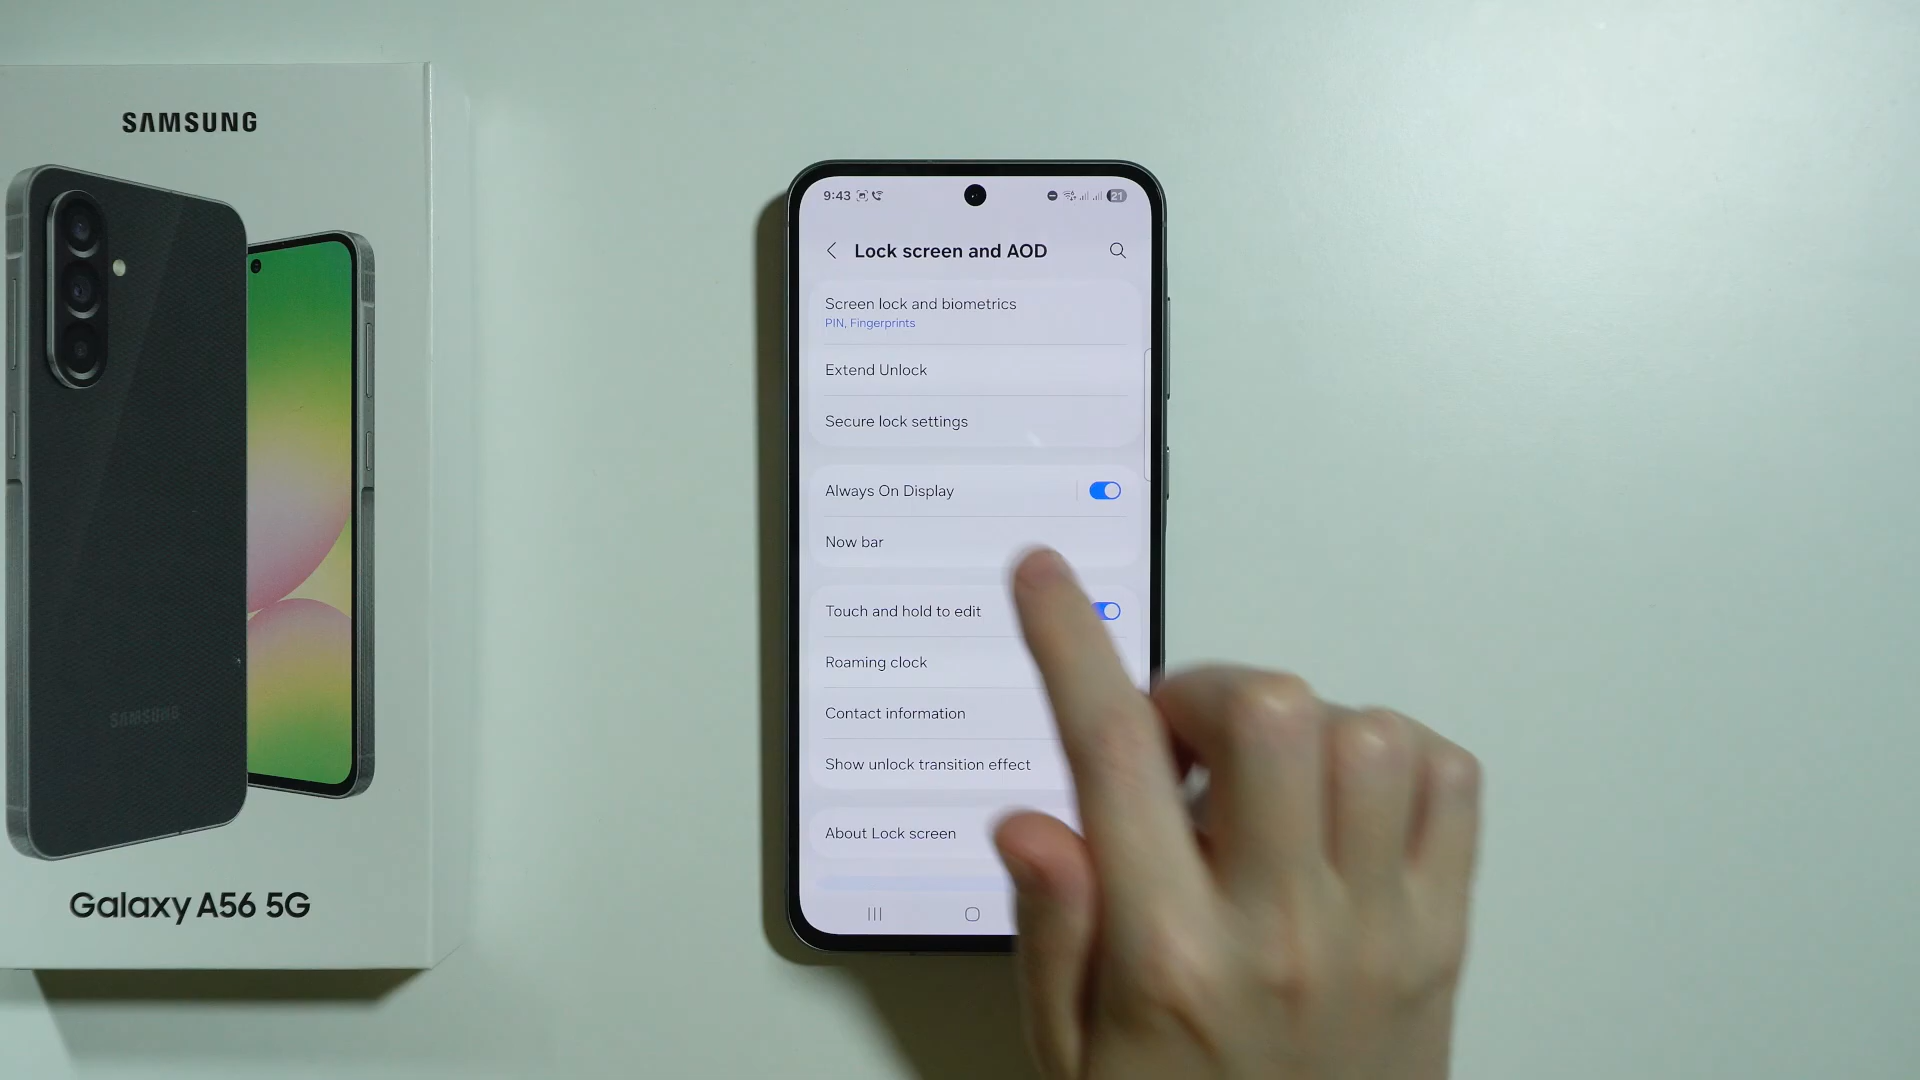 SAMSUNG
SAMSUNG
Galaxy A56 5G
9:43
21
Lock screen and AOD
Screen lock and biometrics
PIN, Fingerprints
Extend Unlock
Secure lock settings
Always On Display
Now bar
Touch and hold to edit
Roaming clock
Contact information
Show unlock transition effect
About Lock screen